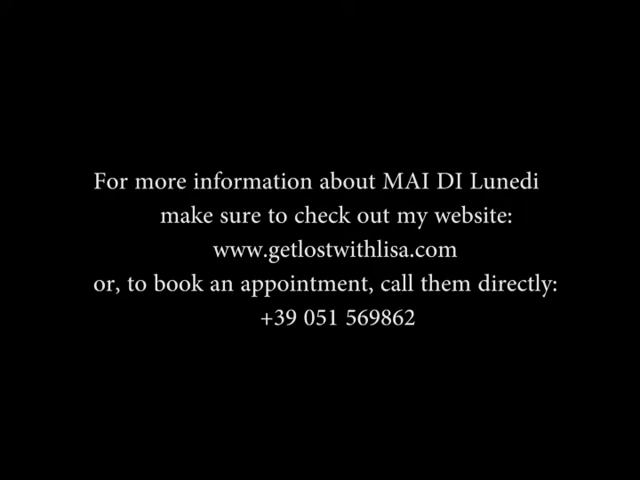 For more information about MAI DI Lunedi
make sure to check out my website:
www.getlostwithlisa.com
or, to book an appointment, call them directly:
+39 051 569862